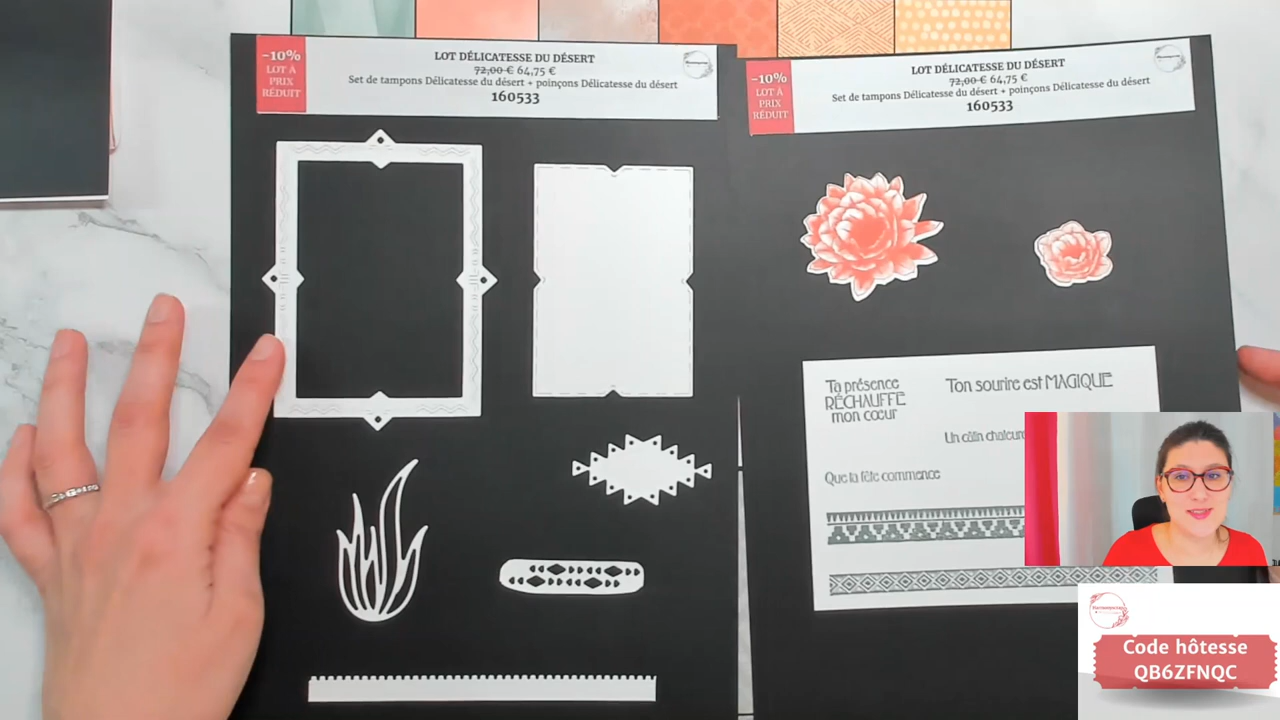 -10%
LOT À
PRIX
RÉDUIT
LOT DÉLICATESSE DU DÉSERT
72,00 € 64,75 €
Set de tampons Délicatesse du désert + poinçons Délicatesse du désert
160533
-10%
LOT À
PRIX
RÉDUIT
LOT DÉLICATESSE DU DÉSERT
72,00 € 64,75 €
Set de tampons Délicatesse du désert + poinçons Délicatesse du désert
160533
Ta présence
RÉCHAUFFE
mon cœur
Ton sourire est MAGIQUE
Un câlin chaleure
Que la fête commence
Code hôtesse
QB6ZFNQC